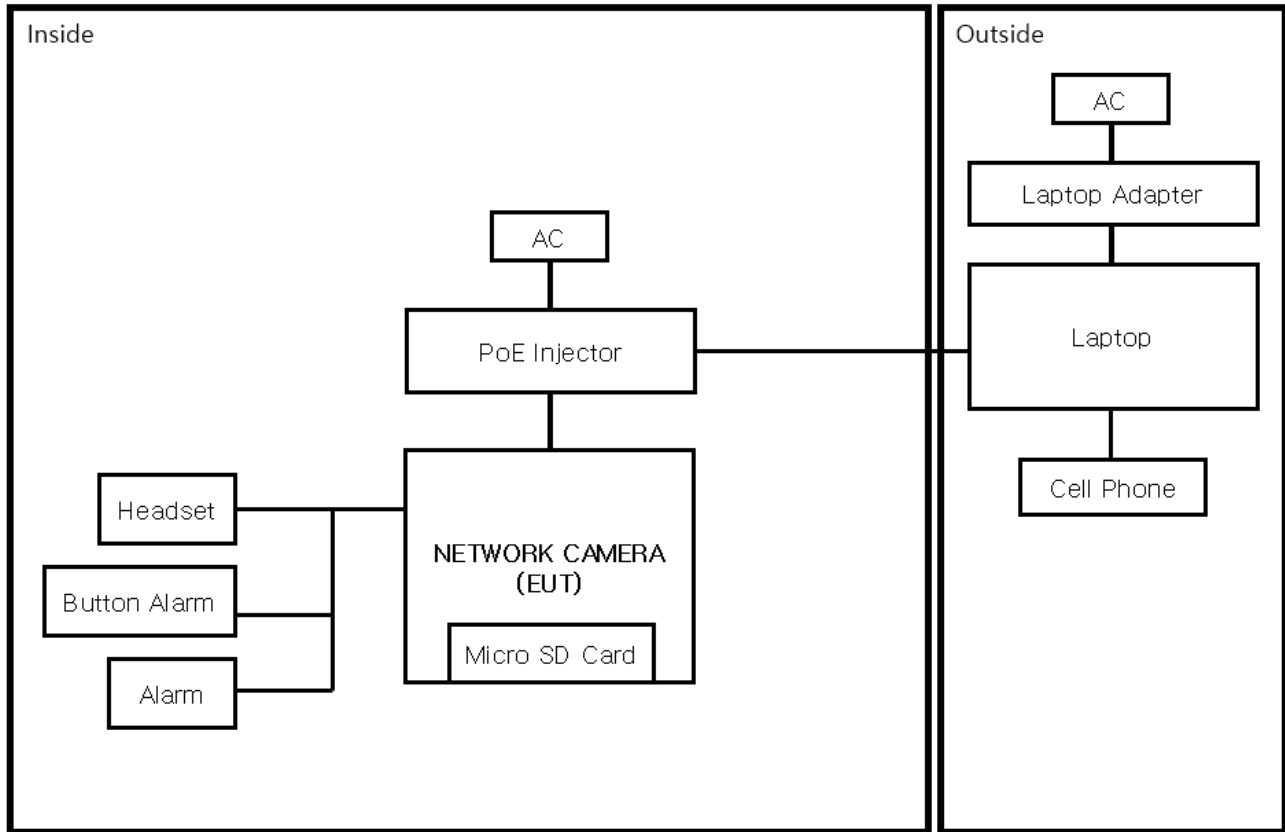 Inside
AC
PoE Injector
NETWORK CAMERA
(EUT)
Micro SD Card
Headset
Button Alarm
Alarm
Outside
AC
Laptop Adapter
Laptop
Cell Phone